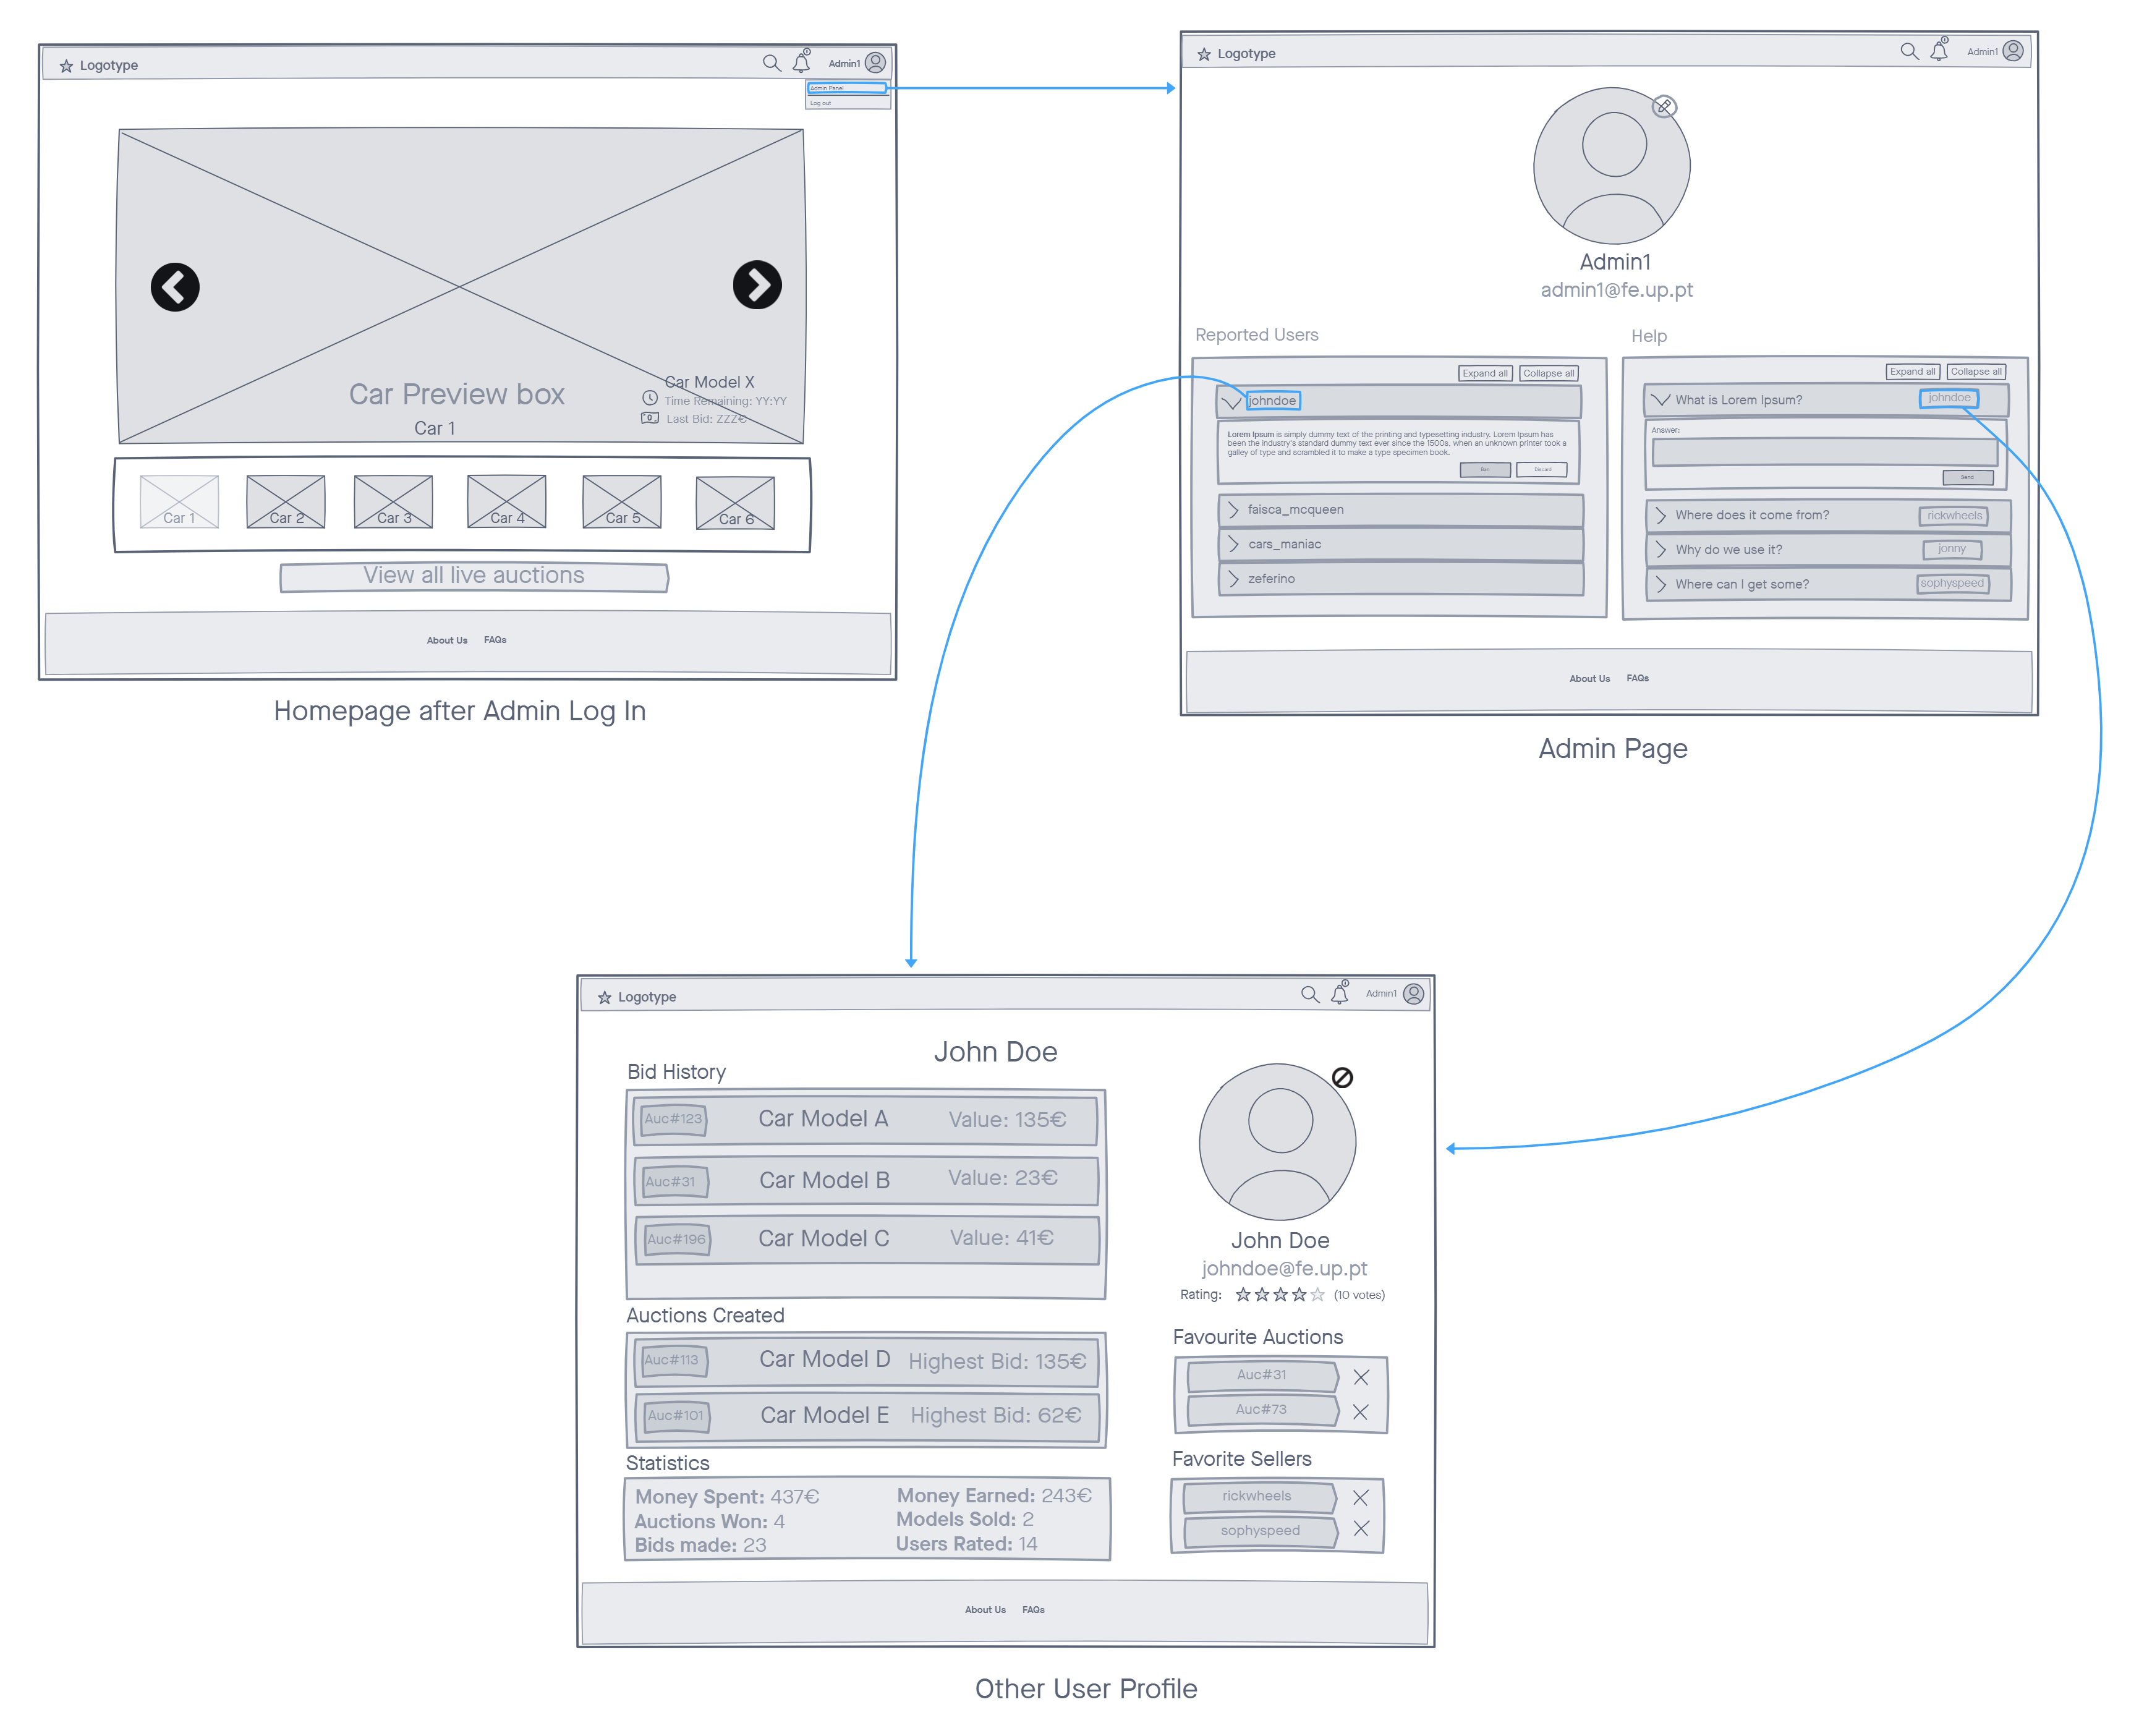 Logotype
Admin1
Admin Panel
Log out
Car Preview box
Car 1
Car Model X
Time Remaining: YY:YY
Last Bid: ZZZ€
Car 1
Car 2
Car 3
Car 4
Car 5
Car 6
View all live auctions
About Us
FAQs
Homepage after Admin Log In
Logotype
Admin1
Admin1
admin1@fe.up.pt
Reported Users
Expand all
Collapse all
johndoe
Lorem Ipsum is simply dummy text of the printing and typesetting industry. Lorem Ipsum has
been the industry's standard dummy text ever since the 1500s, when an unknown printer took a
galley of type and scrambled it to make a type specimen book.
Ban
Discard
faisca_mcqueen
cars_maniac
zeferino
Help
Expand all
Collapse all
What is Lorem Ipsum?
johndoe
Answer:
Send
Where does it come from?
rickwheels
Why do we use it?
jonny
Where can I get some?
sophyspeed
About Us
FAQs
Admin Page
Logotype
Admin1
John Doe
Bid History
Auc#123
Car Model A
Value: 135€
Auc#31
Car Model B
Value: 23€
Auc#196
Car Model C
Value: 41€
Auctions Created
Auc#113
Car Model D
Highest Bid: 135€
Auc#101
Car Model E
Highest Bid: 62€
Statistics
Money Spent: 437€
Money Earned: 243€
Auctions Won: 4
Models Sold: 2
Bids made: 23
Users Rated: 14
John Doe
johndoe@fe.up.pt
Rating:
(10 votes)
Favourite Auctions
Auc#31
Auc#73
Favorite Sellers
rickwheels
sophyspeed
About Us
FAQs
Other User Profile